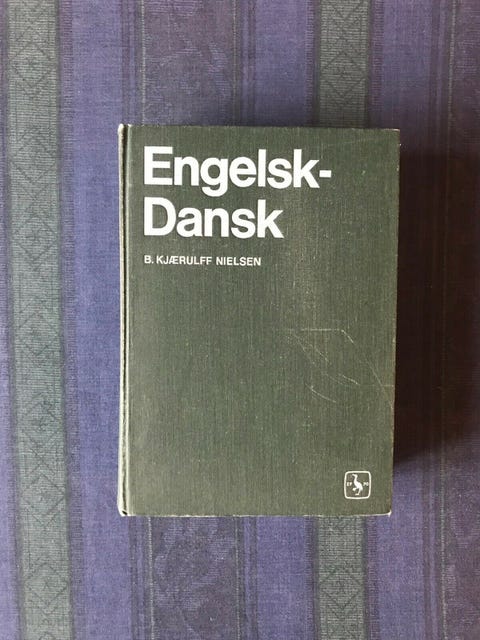 Engelsk-
Dansk
B. KJÆRULFF NIELSEN